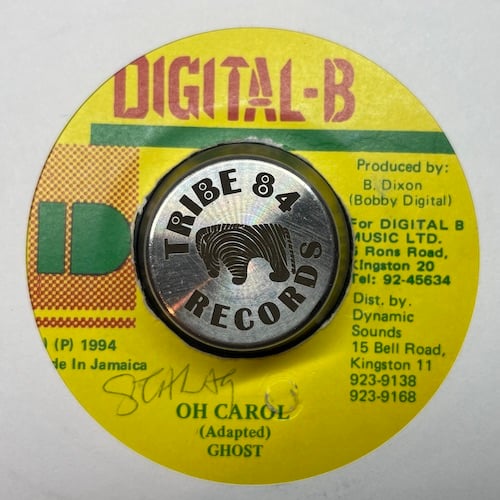 DIGITAL-B
Produced by:
B. Dixon
(Bobby Digital)
TRIBE 84
RECORDS
For DIGITAL B
MUSIC LTD.
Rons Road,
Kingston 20
Tel: 92-45634
Dist. by.
Dynamic
Sounds
15 Bell Road,
Kingston 11
923-9138
923-9168
(P) 1994
de In Jamaica
OH CAROL
(Adapted)
GHOST